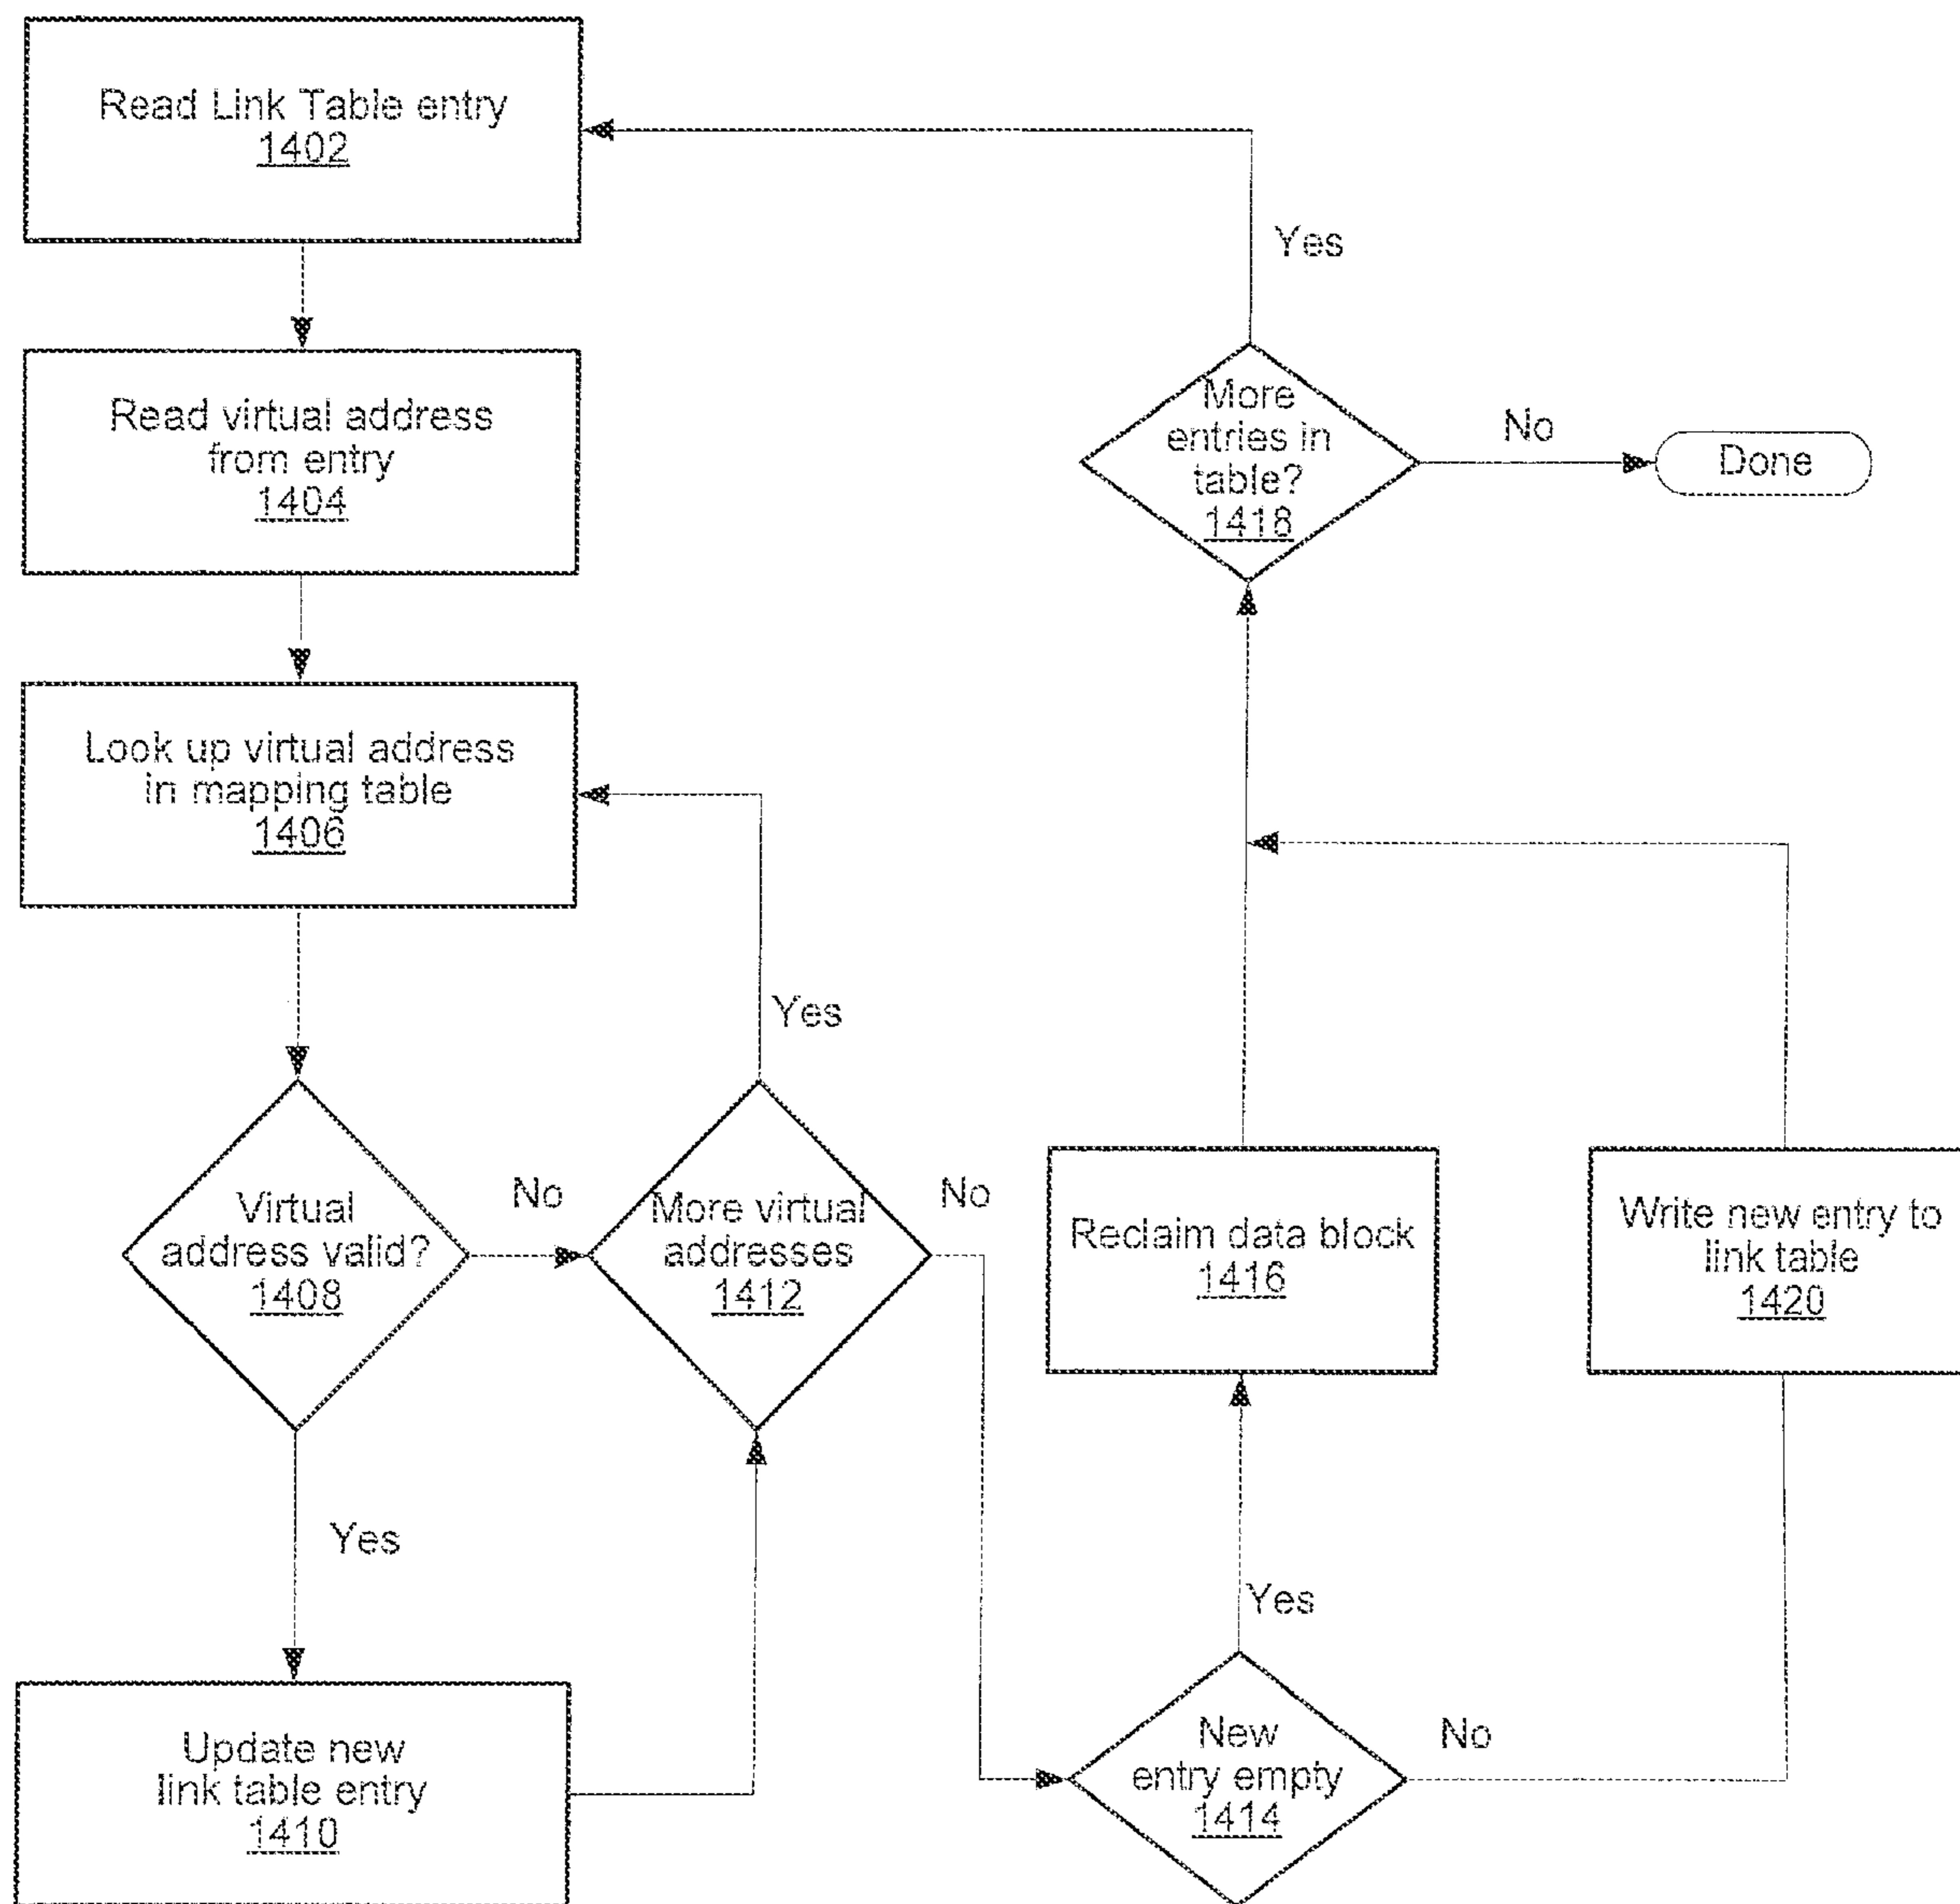 Read Link Table entry
1402
Yes
Read virtual address
from entry
1404
More
entries in
table?
1418
No
Done
Look up virtual address
in mapping table
1406
Yes
Virtual
address valid?
1408
No
More virtual
addresses
1412
No
Reclaim data block
1416
Write new entry to
link table
1420
Yes
Yes
Update new
link table entry
1410
New
entry empty
1414
No